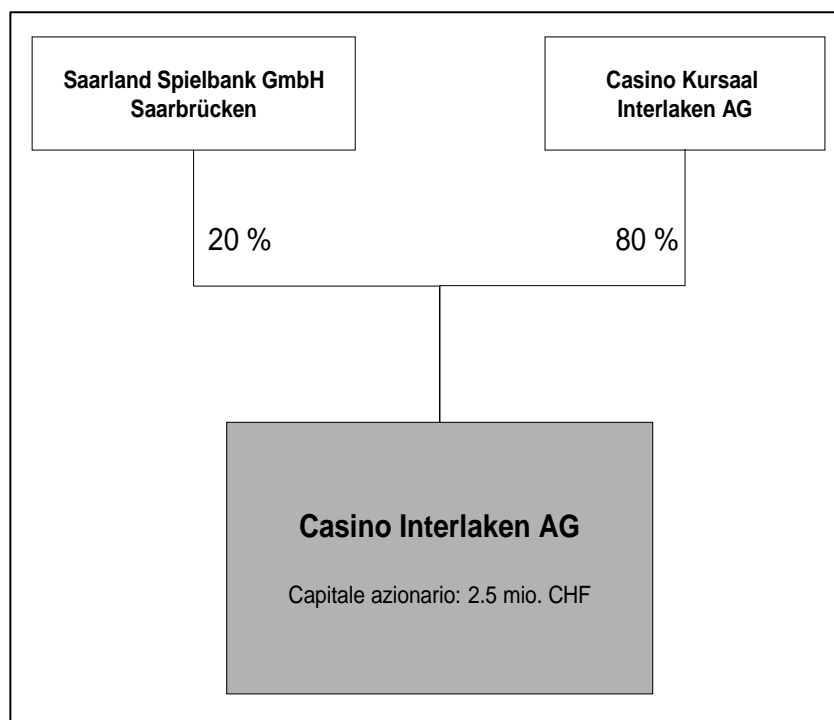 Saarland Spielbank GmbH
Saarbrücken
Casino Kursaal
Interlaken AG
20 %
80 %
Casino Interlaken AG
Capitale azionario: 2.5 mio. CHF